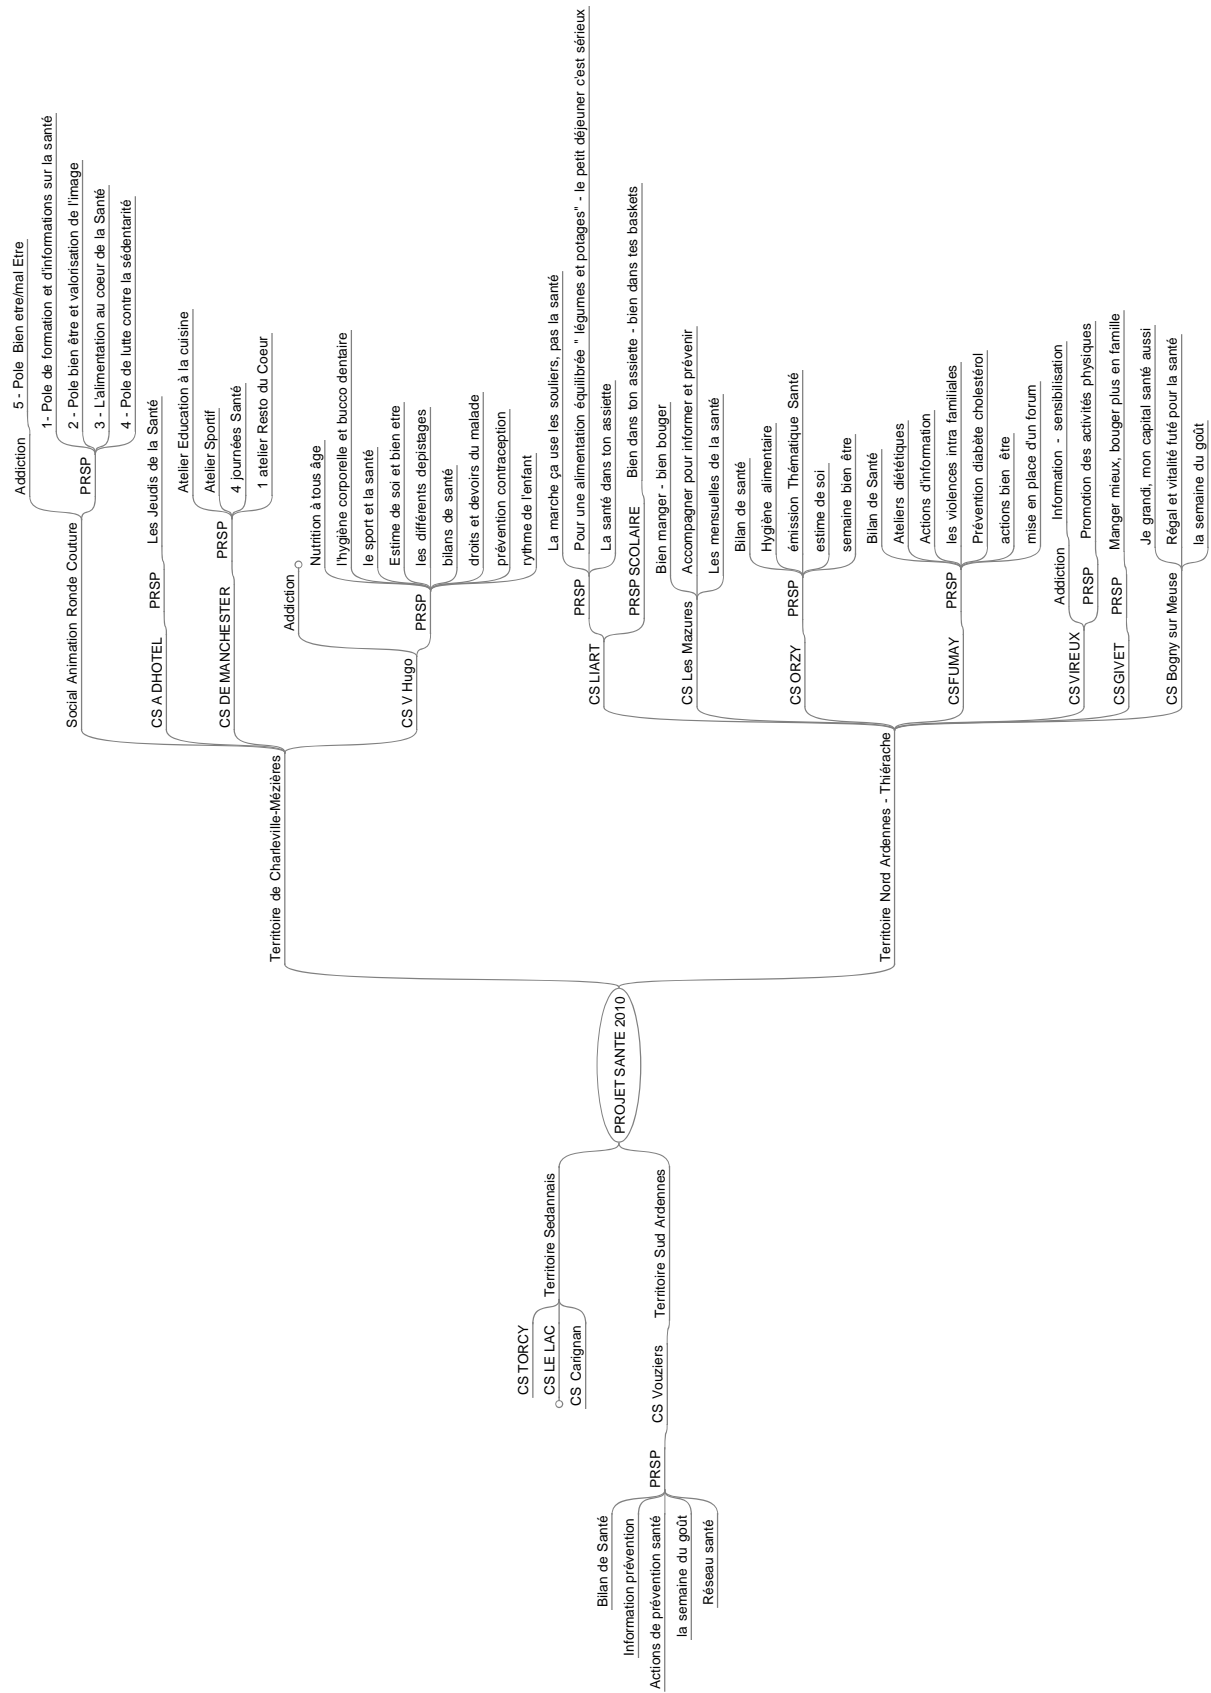 PROJET SANTE 2010
Territoire de Charleville-Mézières
Social Animation Ronde Couture
Addiction
5 - Pole Bien etre/mal Etre
PRSP
1- Pole de formation et d'informations sur la santé
2 - Pole bien être et valorisation de l'image
3 - L'alimentation au coeur de la Santé
4 - Pole de lutte contre la sédentarité
CS A DHOTEL
PRSP
Les Jeudis de la Santé
CS DE MANCHESTER
PRSP
Atelier Education à la cuisine
Atelier Sportif
4 journées Santé
1 atelier Resto du Coeur
CS V Hugo
Addiction
PRSP
Nutrition à tous âge
l'hygiène corporelle et bucco dentaire
le sport et la santé
Estime de soi et bien etre
les différents depistages
bilans de santé
droits et devoirs du malade
prévention contraception
rythme de l'enfant
Territoire Nord Ardennes - Thiérache
CS LIART
PRSP
La marche ça use les souliers, pas la santé
Pour une alimentation équilibrée " légumes et potages" - le petit déjeuner c'est sérieux
La santé dans ton assiette
PRSP SCOLAIRE
Bien dans ton assiette - bien dans tes baskets
CS Les Mazures
Bien manger - bien bouger
Accompagner pour informer et prévenir
Les mensuelles de la santé
CS ORZY
PRSP
Bilan de santé
Hygiène alimentaire
émission Thématique Santé
estime de soi
semaine bien être
CS FUMAY
PRSP
Bilan de Santé
Ateliers diététiques
Actions d'information
les violences intra familiales
Prévention diabète cholestérol
actions bien être
mise en place d'un forum
CS VIREUX
Addiction
Information - sensibilisation
PRSP
Promotion des activités physiques
CS GIVET
PRSP
Manger mieux, bouger plus en famille
CS Bogny sur Meuse
Je grandi, mon capital santé aussi
Régal et vitalité futé pour la santé
la semaine du goût
Territoire Sedannais
CS TORCY
CS LE LAC
CS Carignan
Territoire Sud Ardennes
CS Vouziers
PRSP
Bilan de Santé
Information prévention
Actions de prévention santé
la semaine du goût
Réseau santé